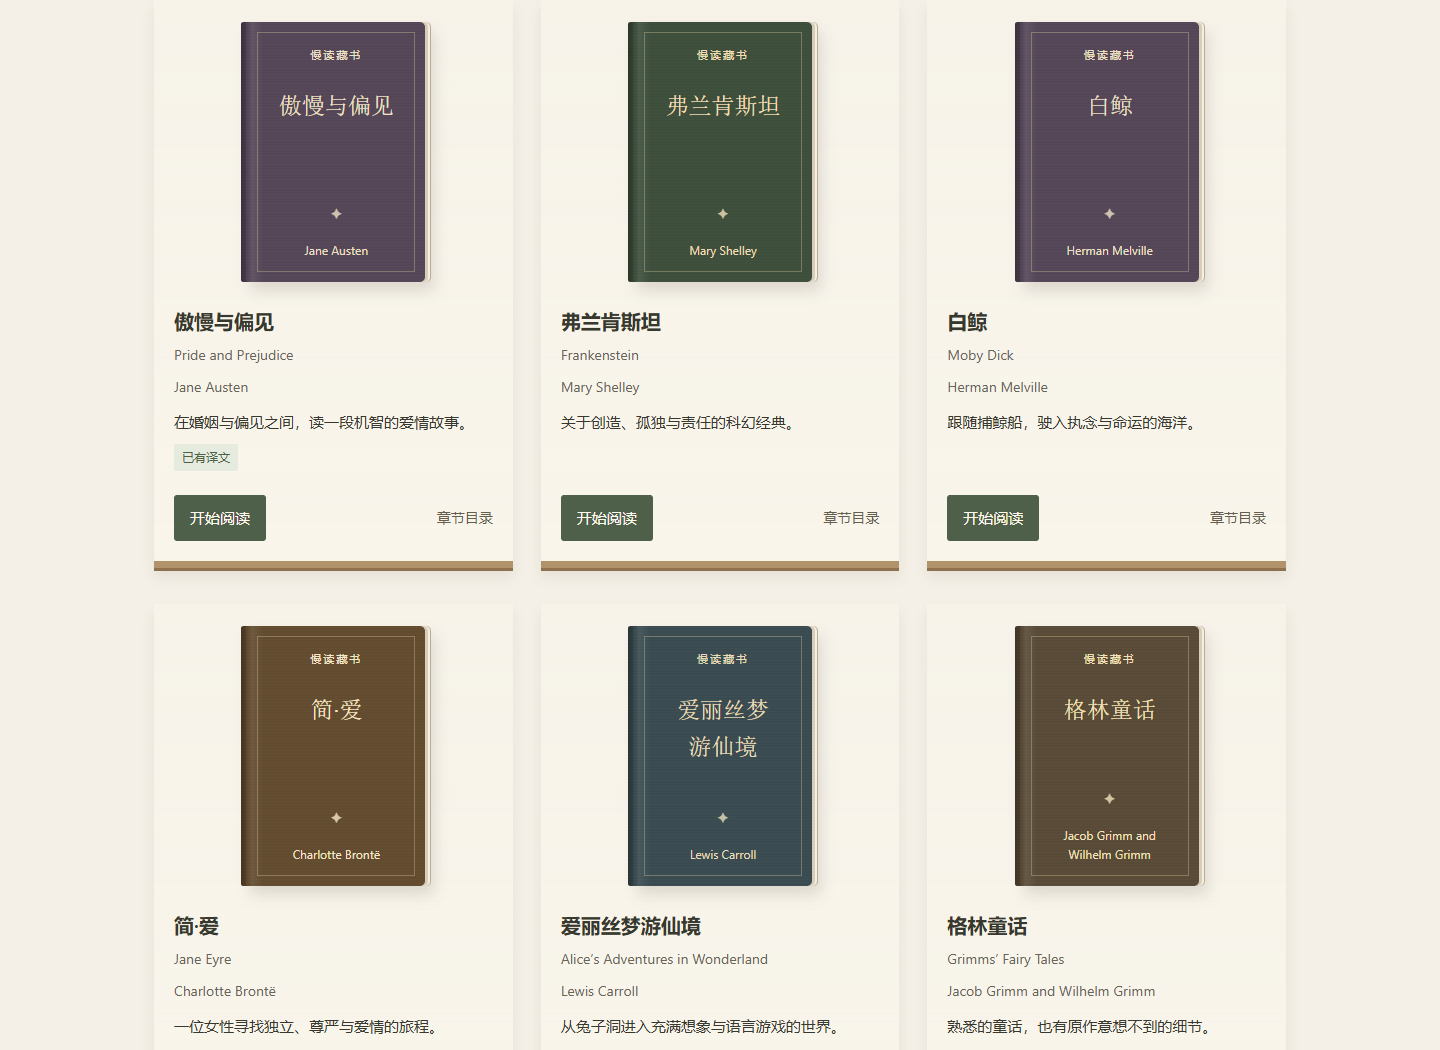 慢读藏书
傲慢与偏见
✦
Jane Austen
傲慢与偏见
Pride and Prejudice
Jane Austen
在婚姻与偏见之间，读一段机智的爱情故事。
已有译文
开始阅读
章节目录
慢读藏书
弗兰肯斯坦
✦
Mary Shelley
弗兰肯斯坦
Frankenstein
Mary Shelley
关于创造、孤独与责任的科幻经典。
开始阅读
章节目录
慢读藏书
白鲸
✦
Herman Melville
白鲸
Moby Dick
Herman Melville
跟随捕鲸船，驶入执念与命运的海洋。
开始阅读
章节目录
慢读藏书
简·爱
✦
Charlotte Brontë
简·爱
Jane Eyre
Charlotte Brontë
一位女性寻找独立、尊严与爱情的旅程。
慢读藏书
爱丽丝梦
游仙境
✦
Lewis Carroll
爱丽丝梦游仙境
Alice’s Adventures in Wonderland
Lewis Carroll
从兔子洞进入充满想象与语言游戏的世界。
慢读藏书
格林童话
✦
Jacob Grimm and
Wilhelm Grimm
格林童话
Grimms’ Fairy Tales
Jacob Grimm and Wilhelm Grimm
熟悉的童话，也有原作意想不到的细节。